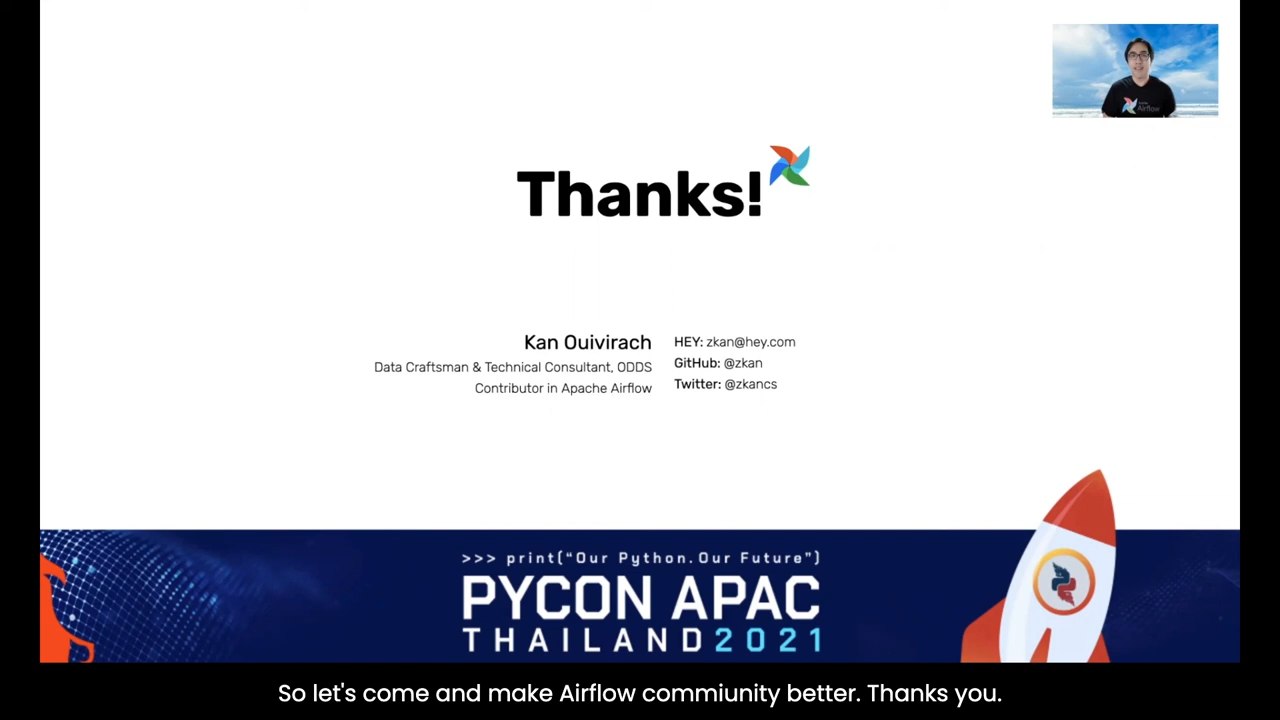 Airflow
Thanks!
Kan Ouivirach
Data Craftsman & Technical Consultant, ODDS
Contributor in Apache Airflow
HEY: zkan@hey.com
GitHub: @zkan
Twitter: @zkancs
>>> print(“Our Python.Our Future”)
PYCON APAC
THAILAND2021
So let's come and make Airflow commiunity better. Thanks you.